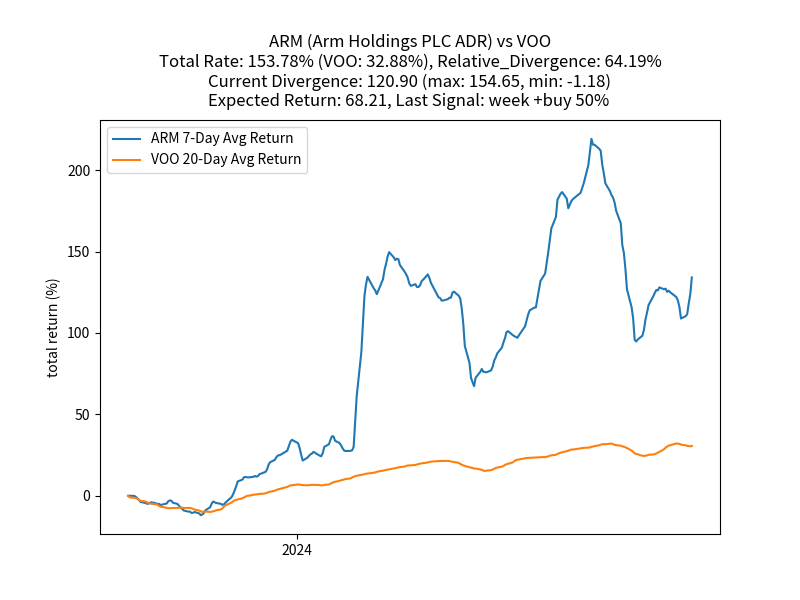 ARM (Arm Holdings PLC ADR) vs VOO
Total Rate: 153.78% (VOO: 32.88%), Relative_Divergence: 64.19%
Current Divergence: 120.90 (max: 154.65, min: -1.18)
Expected Return: 68.21, Last Signal: week +buy 50%
ARM 7-Day Avg Return
VOO 20-Day Avg Return
200
150
100
50
0
total return (%)
2024